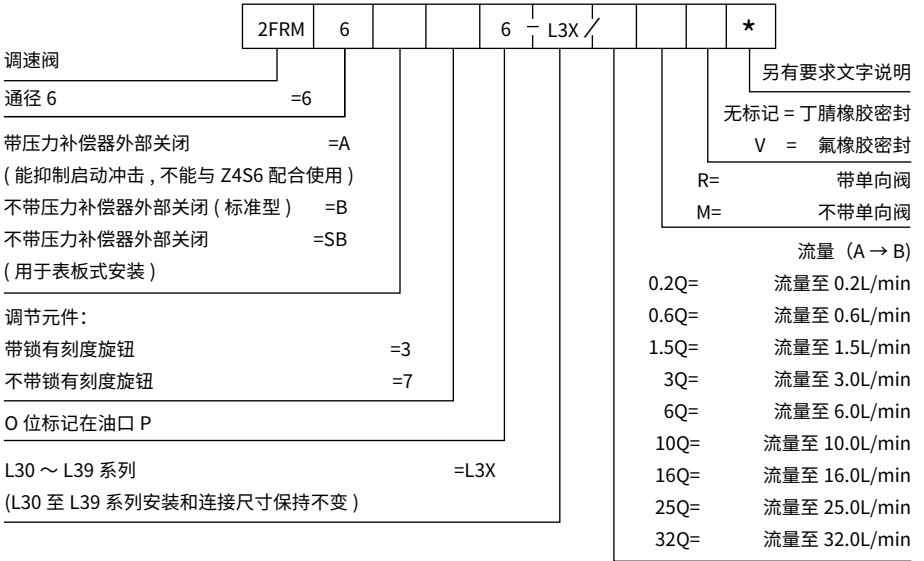 2FRM 6 6 - L3X / *
调速阀
通径 6 =6
带压力补偿器外部关闭 =A
( 能抑制启动冲击 , 不能与 Z4S6 配合使用 )
不带压力补偿器外部关闭 ( 标准型 ) =B
不带压力补偿器外部关闭 =SB
( 用于表板式安装 )
调节元件：
带锁有刻度旋钮 =3
不带锁有刻度旋钮 =7
O 位标记在油口 P
L30 ～ L39 系列 =L3X
(L30 至 L39 系列安装和连接尺寸保持不变 )
另有要求文字说明
无标记 = 丁腈橡胶密封
V = 氟橡胶密封
R= 带单向阀
M= 不带单向阀
流量（A → B)
0.2Q= 流量至 0.2L/min
0.6Q= 流量至 0.6L/min
1.5Q= 流量至 1.5L/min
3Q= 流量至 3.0L/min
6Q= 流量至 6.0L/min
10Q= 流量至 10.0L/min
16Q= 流量至 16.0L/min
25Q= 流量至 25.0L/min
32Q= 流量至 32.0L/min